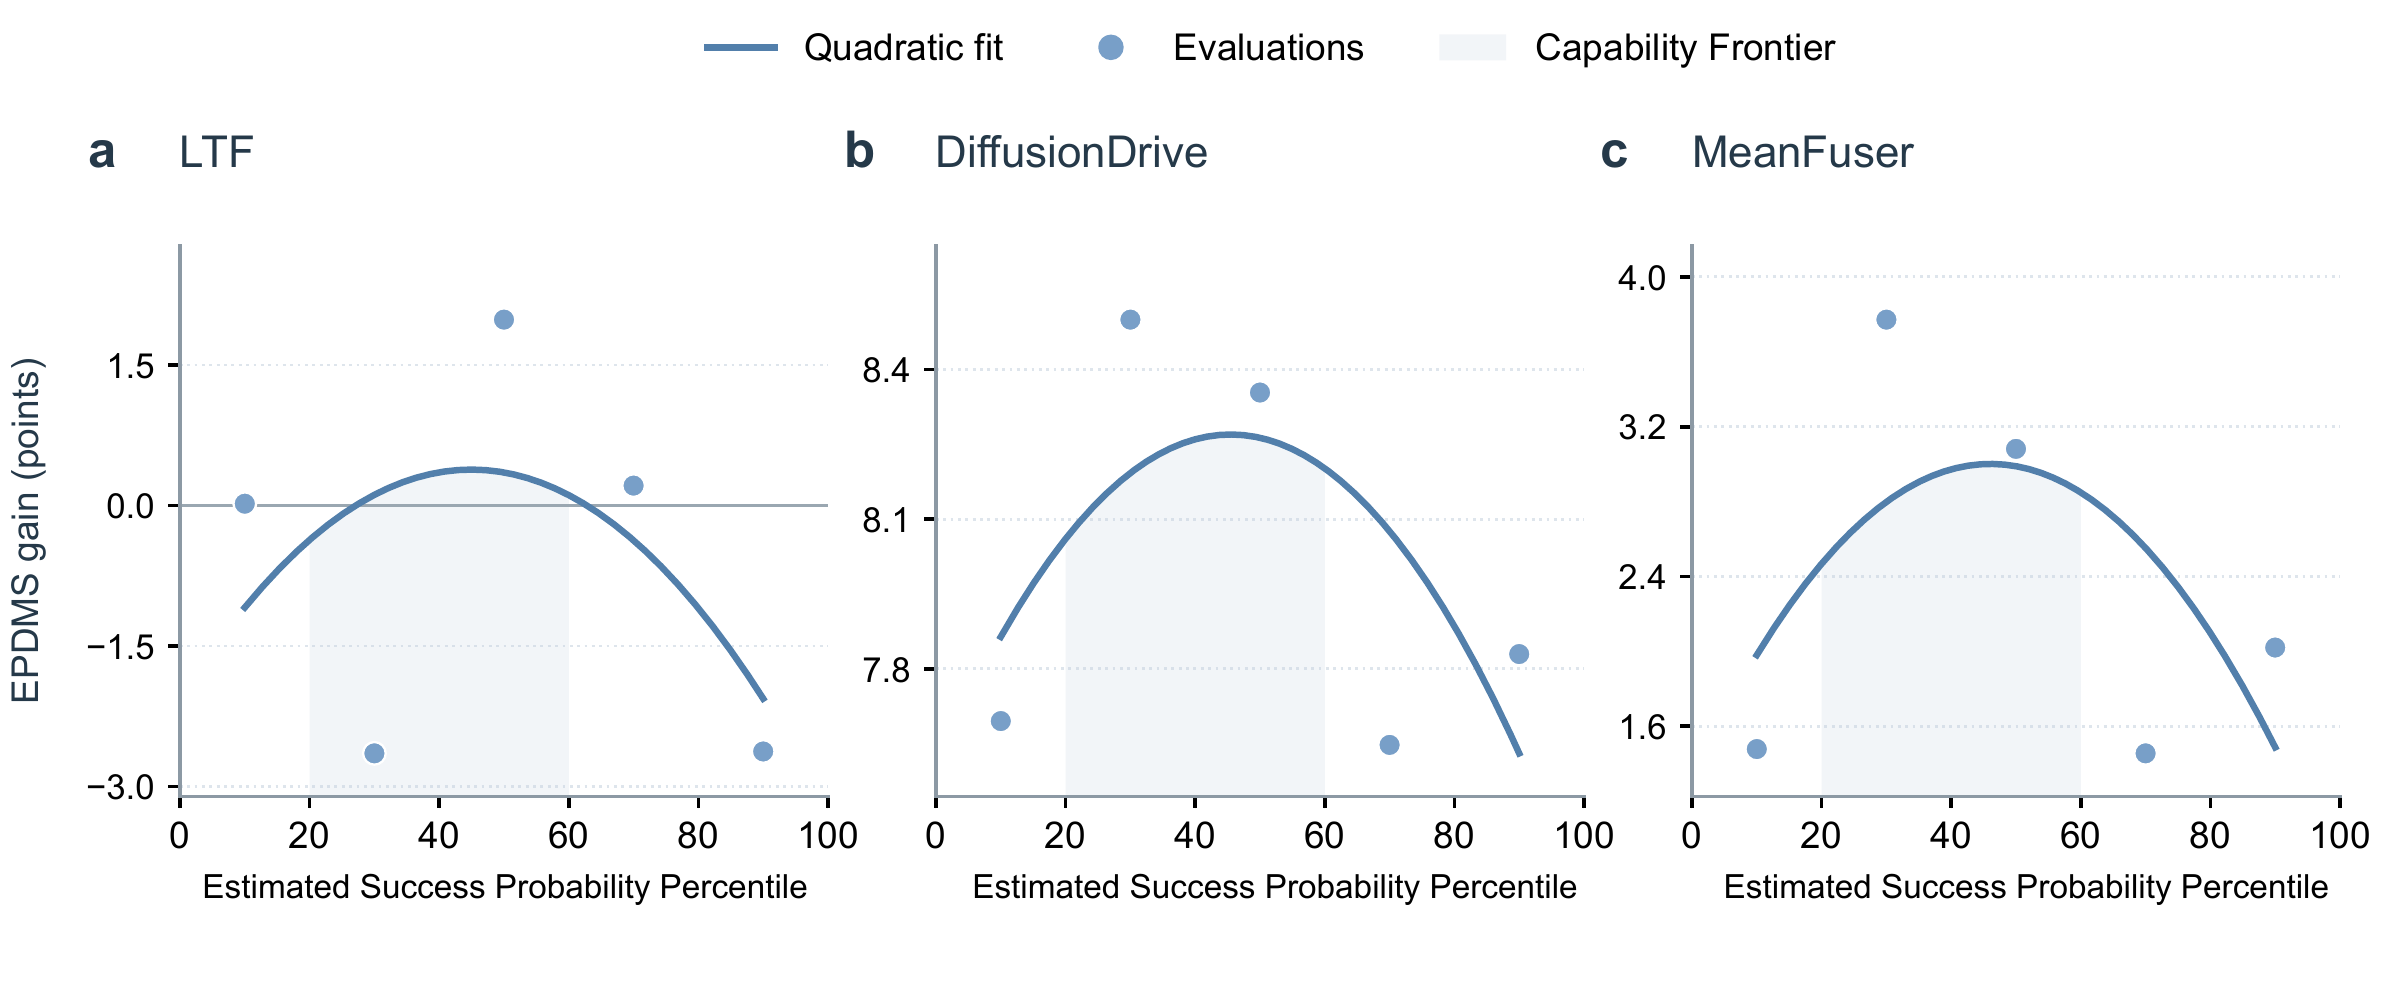 Quadratic fit Evaluations Capability Frontier
a LTF
b DiffusionDrive
c MeanFuser
EPDMS gain (points)
1.5
0.0
−1.5
−3.0
0 20 40 60 80 100
Estimated Success Probability Percentile
8.4
8.1
7.8
0 20 40 60 80 100
Estimated Success Probability Percentile
4.0
3.2
2.4
1.6
0 20 40 60 80 100
Estimated Success Probability Percentile